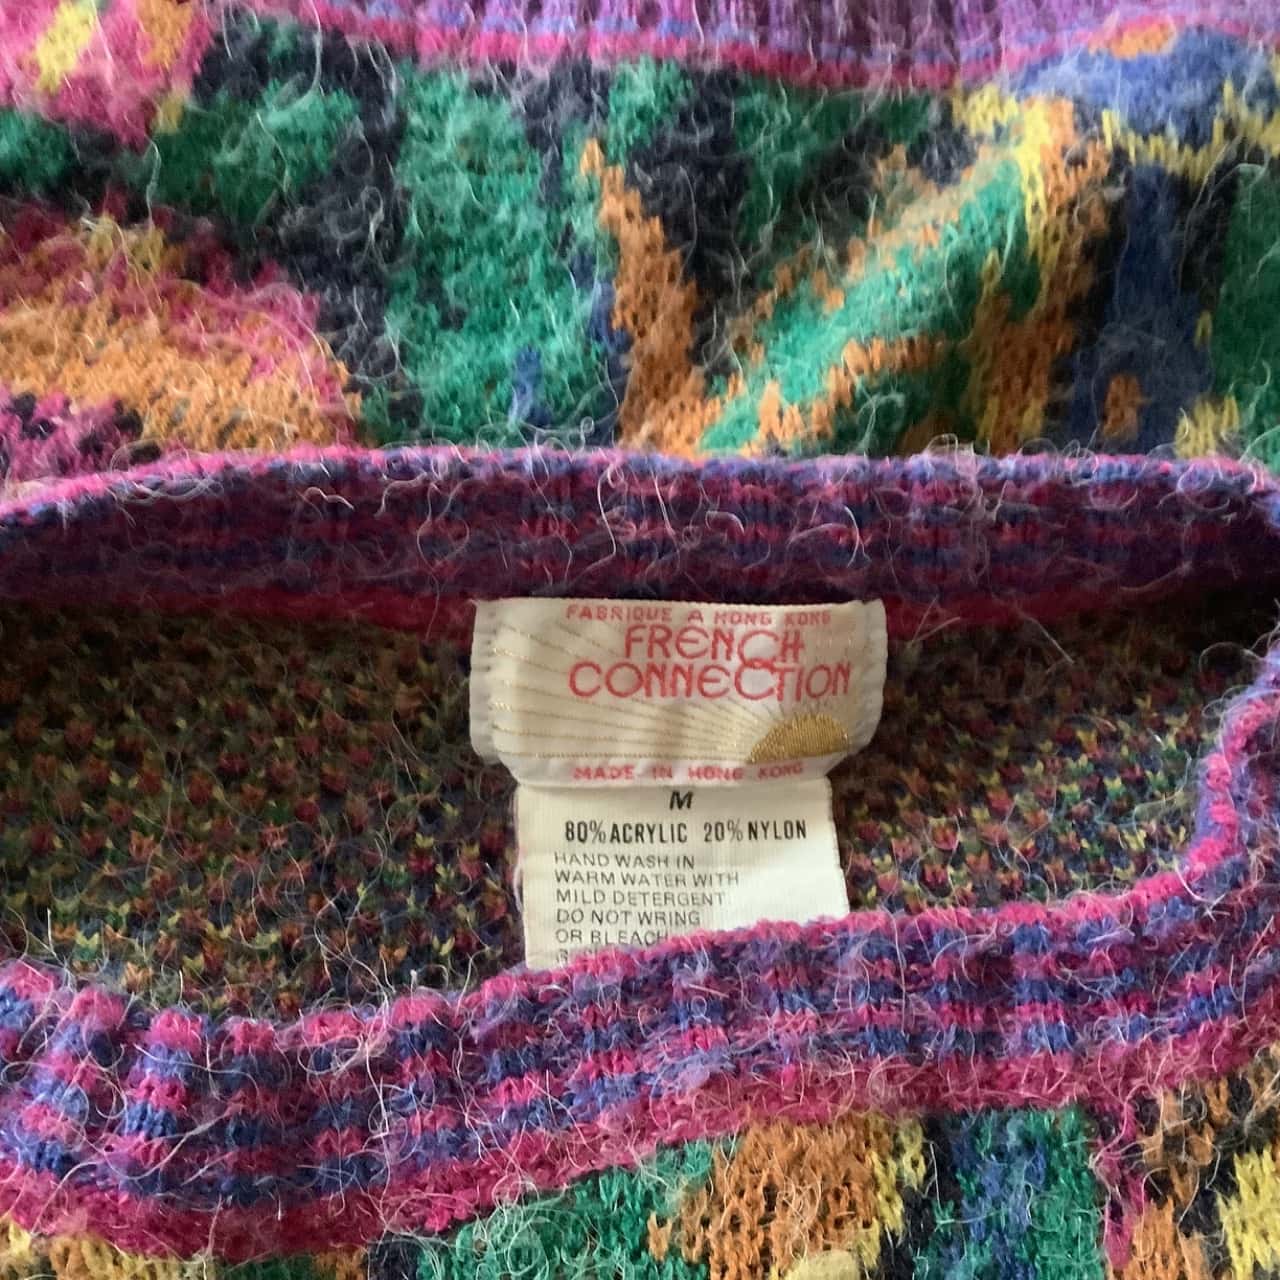 FABRIQUE A HONG KONG
FRENCH
CONNECTION
MADE IN HONG KONG
M
80% ACRYLIC 20% NYLON
HAND WASH IN
WARM WATER WITH
MILD DETERGENT
DO NOT WRING
OR BLEACH